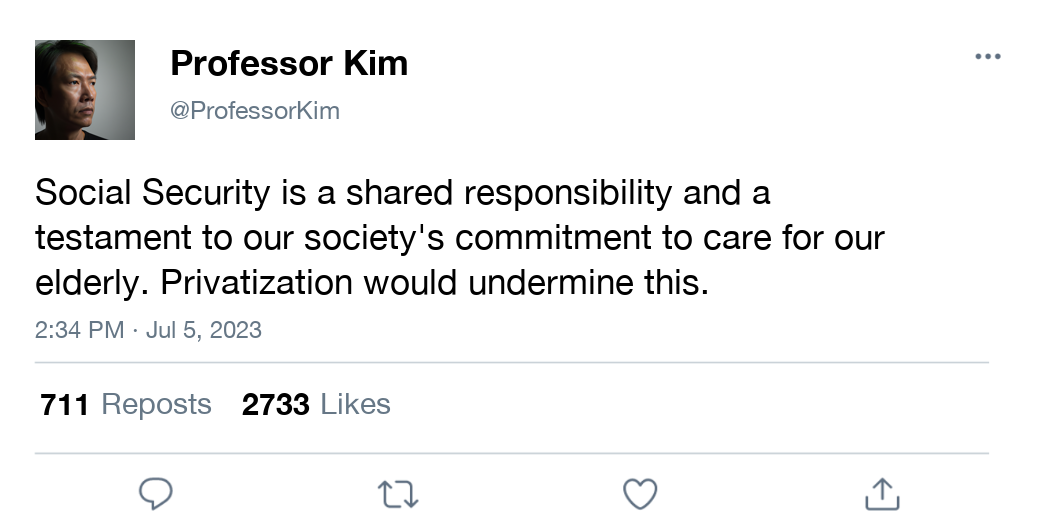 Professor Kim
@ProfessorKim
Social Security is a shared responsibility and a
testament to our society's commitment to care for our
elderly. Privatization would undermine this.
2:34 PM · Jul 5, 2023
711 Reposts 2733 Likes